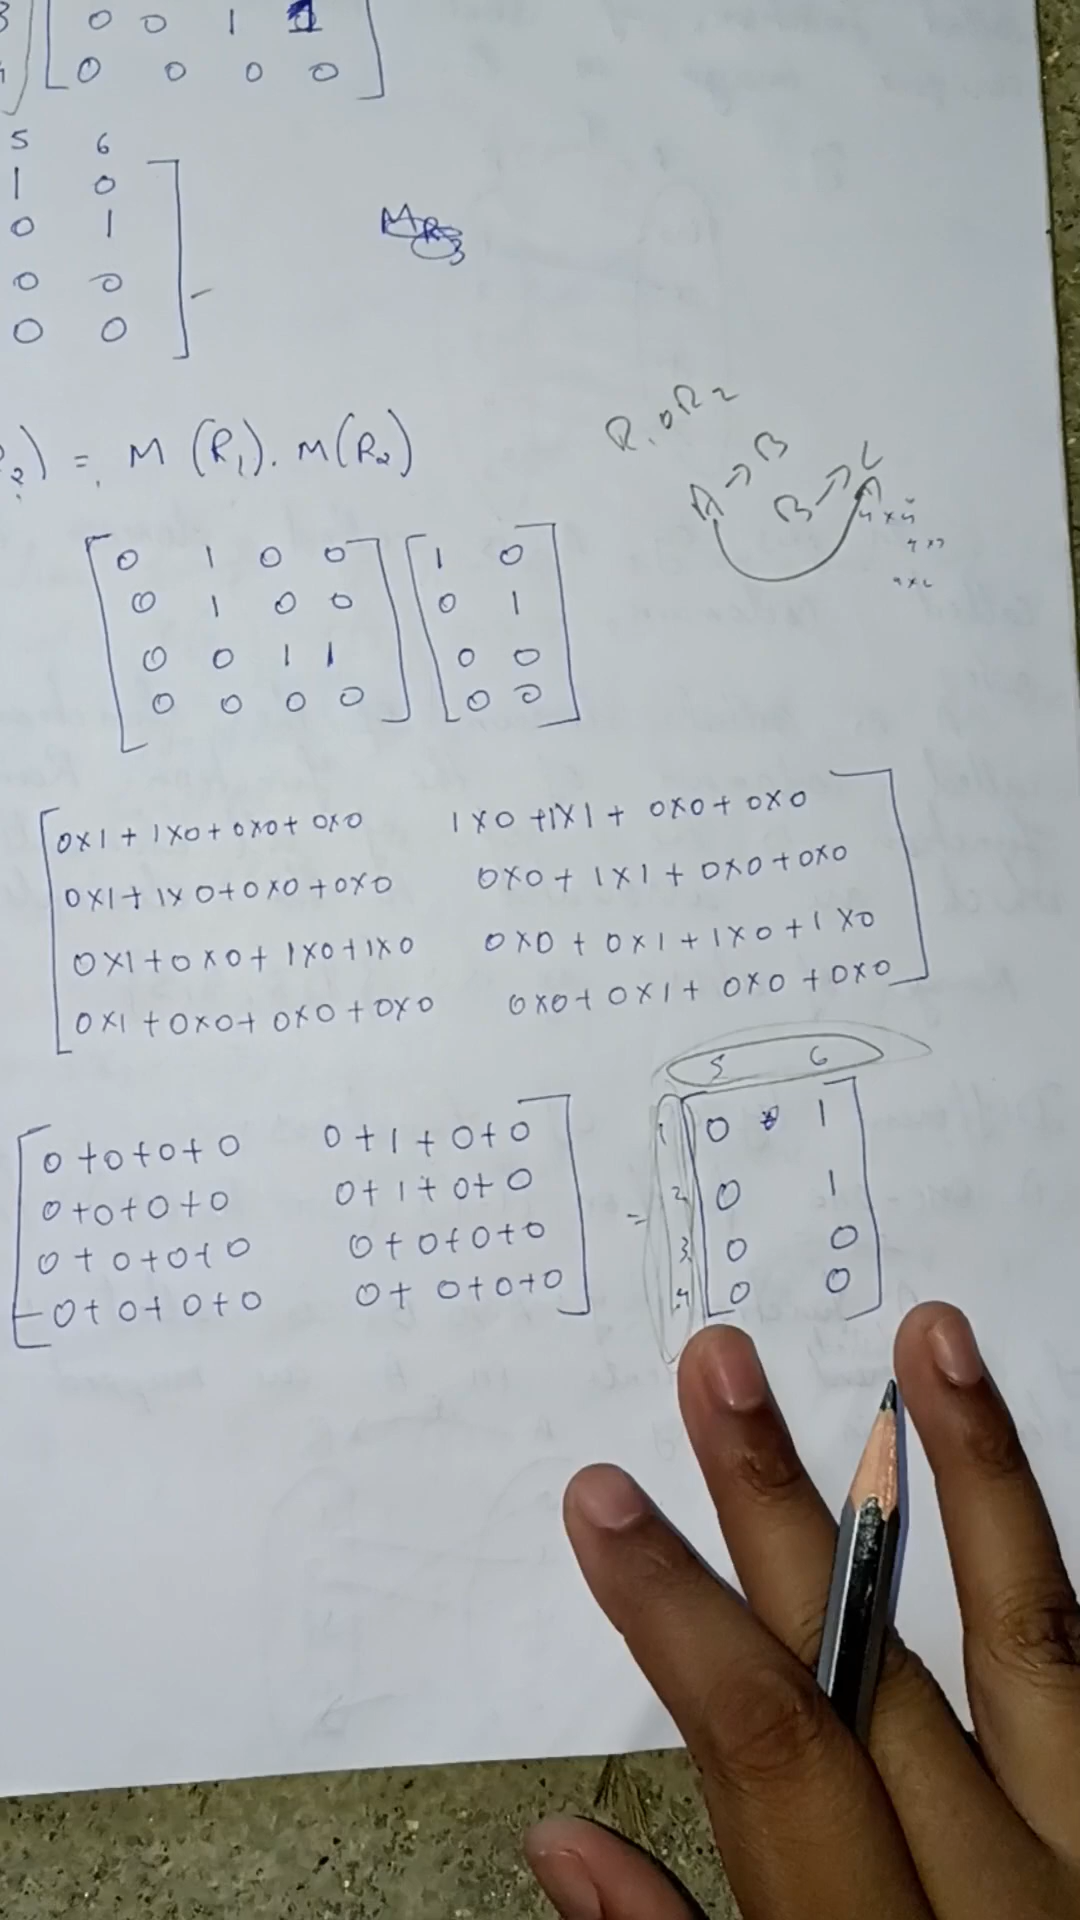 0 0 1 1
0 0 0 0
5 6
1 0
0 1
0 0
0 0
2) = M (R1). M(R2)
R1 o R2
A → B
B → C
4 x 4
0 1 0 0 1 0
0 1 0 0 0 1
0 0 1 1 0 0
0 0 0 0 0 0
0x1 + 1x0 + 0x0 + 0x0 1x0 + 1x1 + 0x0 + 0x0
0x1 + 1x0 + 0x0 + 0x0 0x0 + 1x1 + 0x0 + 0x0
0x1 + 0x0 + 1x0 + 1x0 0x0 + 0x1 + 1x0 + 1x0
0x1 + 0x0 + 0x0 + 0x0 0x0 + 0x1 + 0x0 + 0x0
5 6
0 + 0 + 0 + 0 0 + 1 + 0 + 0 1 0 1
0 + 0 + 0 + 0 0 + 1 + 0 + 0 = 2 0 1
0 + 0 + 0 + 0 0 + 0 + 0 + 0 3 0 0
0 + 0 + 0 + 0 0 + 0 + 0 + 0 4 0 0